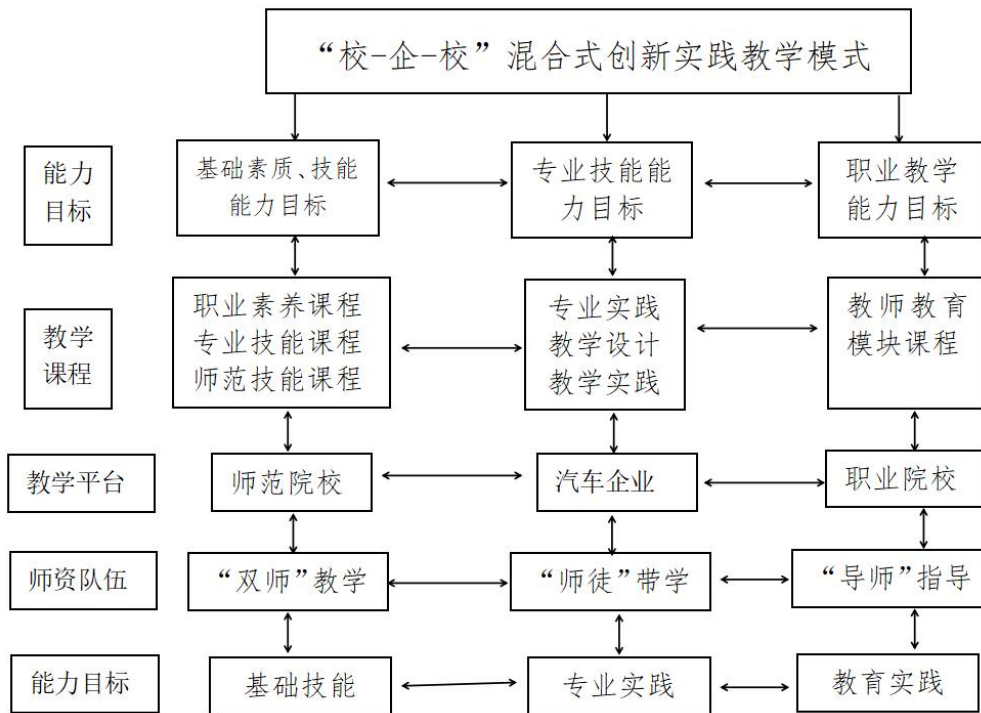 “校-企-校”混合式创新实践教学模式
能力
目标
基础素质、技能
能力目标
专业技能能
力目标
职业教学
能力目标
教学
课程
职业素养课程
专业技能课程
师范技能课程
专业实践
教学设计
教学实践
教师教育
模块课程
教学平台
师范院校
汽车企业
职业院校
师资队伍
“双师”教学
“师徒”带学
“导师”指导
能力目标
基础技能
专业实践
教育实践